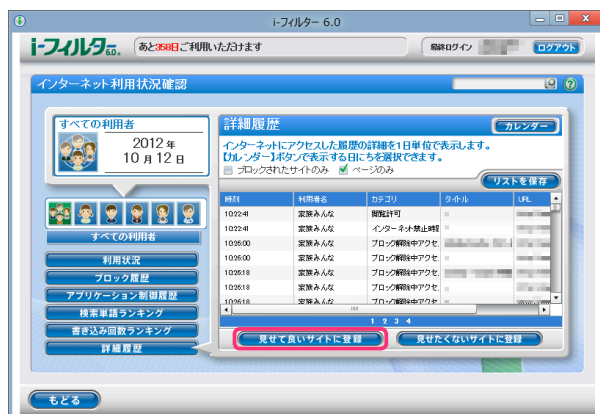 i-フィルター 6.0
i-フィルター 6.0. あと358日ご利用いただけます 最終ログイン ログアウト
インターネット利用状況確認
すべての利用者
2012 年
10 月 12 日
すべての利用者
利用状況
ブロック履歴
アプリケーション制御履歴
検索単語ランキング
書き込み回数ランキング
詳細履歴
詳細履歴 カレンダー
インターネットにアクセスした履歴の詳細を1日単位で表示します。
【カレンダー】ボタンで表示する日にちを選択できます。
ブロックされたサイトのみ ページのみ
リストを保存
時刻 利用者名 カテゴリ タイトル URL
10:22:41 家族みんな 閲覧許可
10:22:41 家族みんな インターネット禁止時間
10:26:00 家族みんな ブロック解除中アクセ.
10:26:00 家族みんな ブロック解除中アクセ.
10:26:18 家族みんな ブロック解除中アクセ.
10:26:18 家族みんな ブロック解除中アクセ.
1 2 3 4
見せて良いサイトに登録 見せたくないサイトに登録
もどる